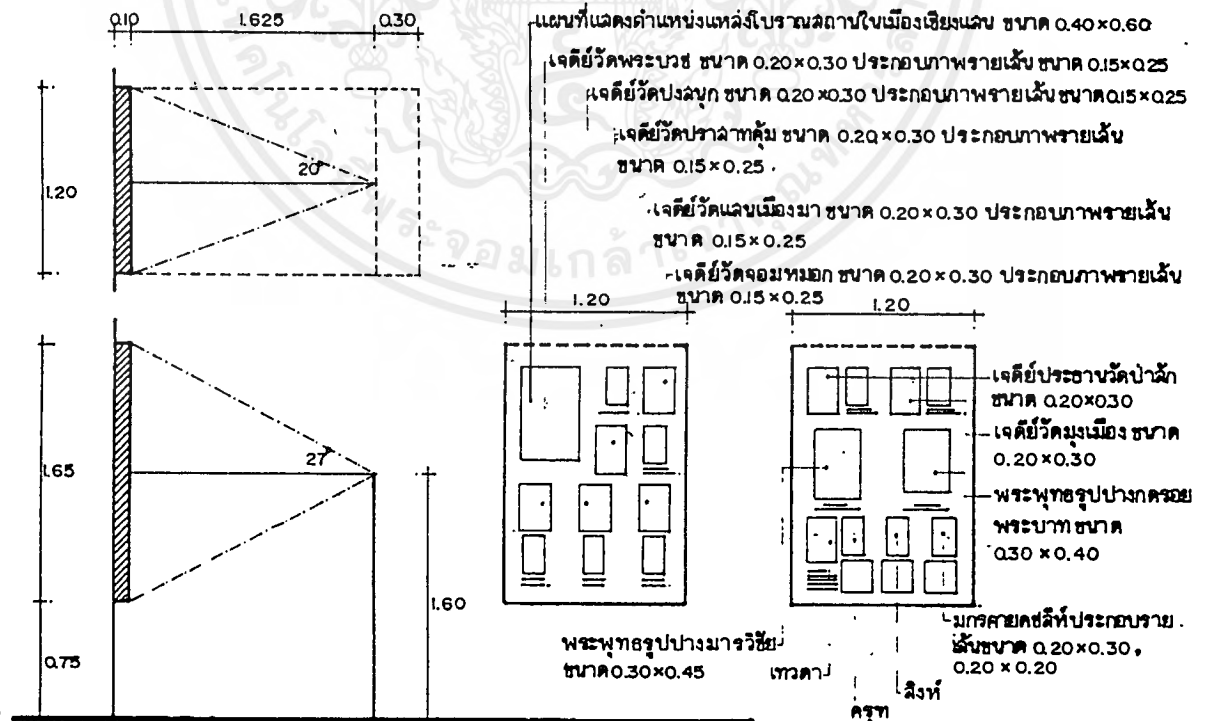 0.10 1.625 0.30
แผนที่แสดงตำแหน่งแหล่งโบราณสถานในเมืองเชียงแสน ขนาด 0.40×0.60
เจดีย์วัดพระบวช ขนาด 0.20×0.30 ประกอบภาพรายเส้น ขนาด 0.15×0.25
เจดีย์วัดปงสนุก ขนาด 0.20×0.30 ประกอบภาพรายเส้น ขนาด 0.15×0.25
เจดีย์วัดปราสาทคุ้ม ขนาด 0.20×0.30 ประกอบภาพรายเส้น
ขนาด 0.15×0.25
เจดีย์วัดแสนเมืองมา ขนาด 0.20×0.30 ประกอบภาพรายเส้น
ขนาด 0.15×0.25
เจดีย์วัดจอมหมอก ขนาด 0.20×0.30 ประกอบภาพรายเส้น
ขนาด 0.15×0.25
20°
1.20
1.20
1.20
27°
1.65
1.60
0.75
เจดีย์ประธานวัดป่าสัก
ขนาด 0.20×0.30
เจดีย์วัดมุงเมือง ขนาด
0.20×0.30
พระพุทธรูปปางกดรอย
พระบาท ขนาด
0.30×0.40
พระพุทธรูปปางมารวิชัย
ขนาด 0.30×0.45
เทวดา
ครุฑ
สิงห์
มกรคายคชสีห์ประกอบราย
เส้นขนาด 0.20×0.30,
0.20×0.20
พระจอมเกล้า